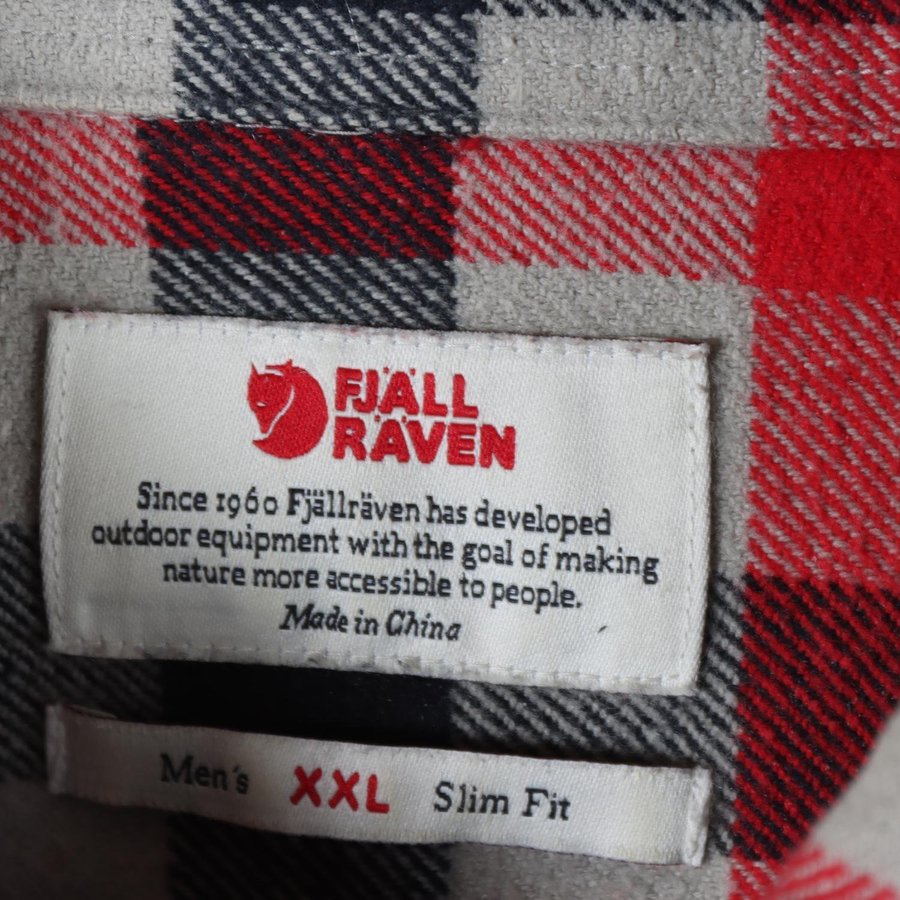 FJÄLL
RÄVEN
Since 1960 Fjällräven has developed
outdoor equipment with the goal of making
nature more accessible to people.
Made in China
Men's XXL Slim Fit